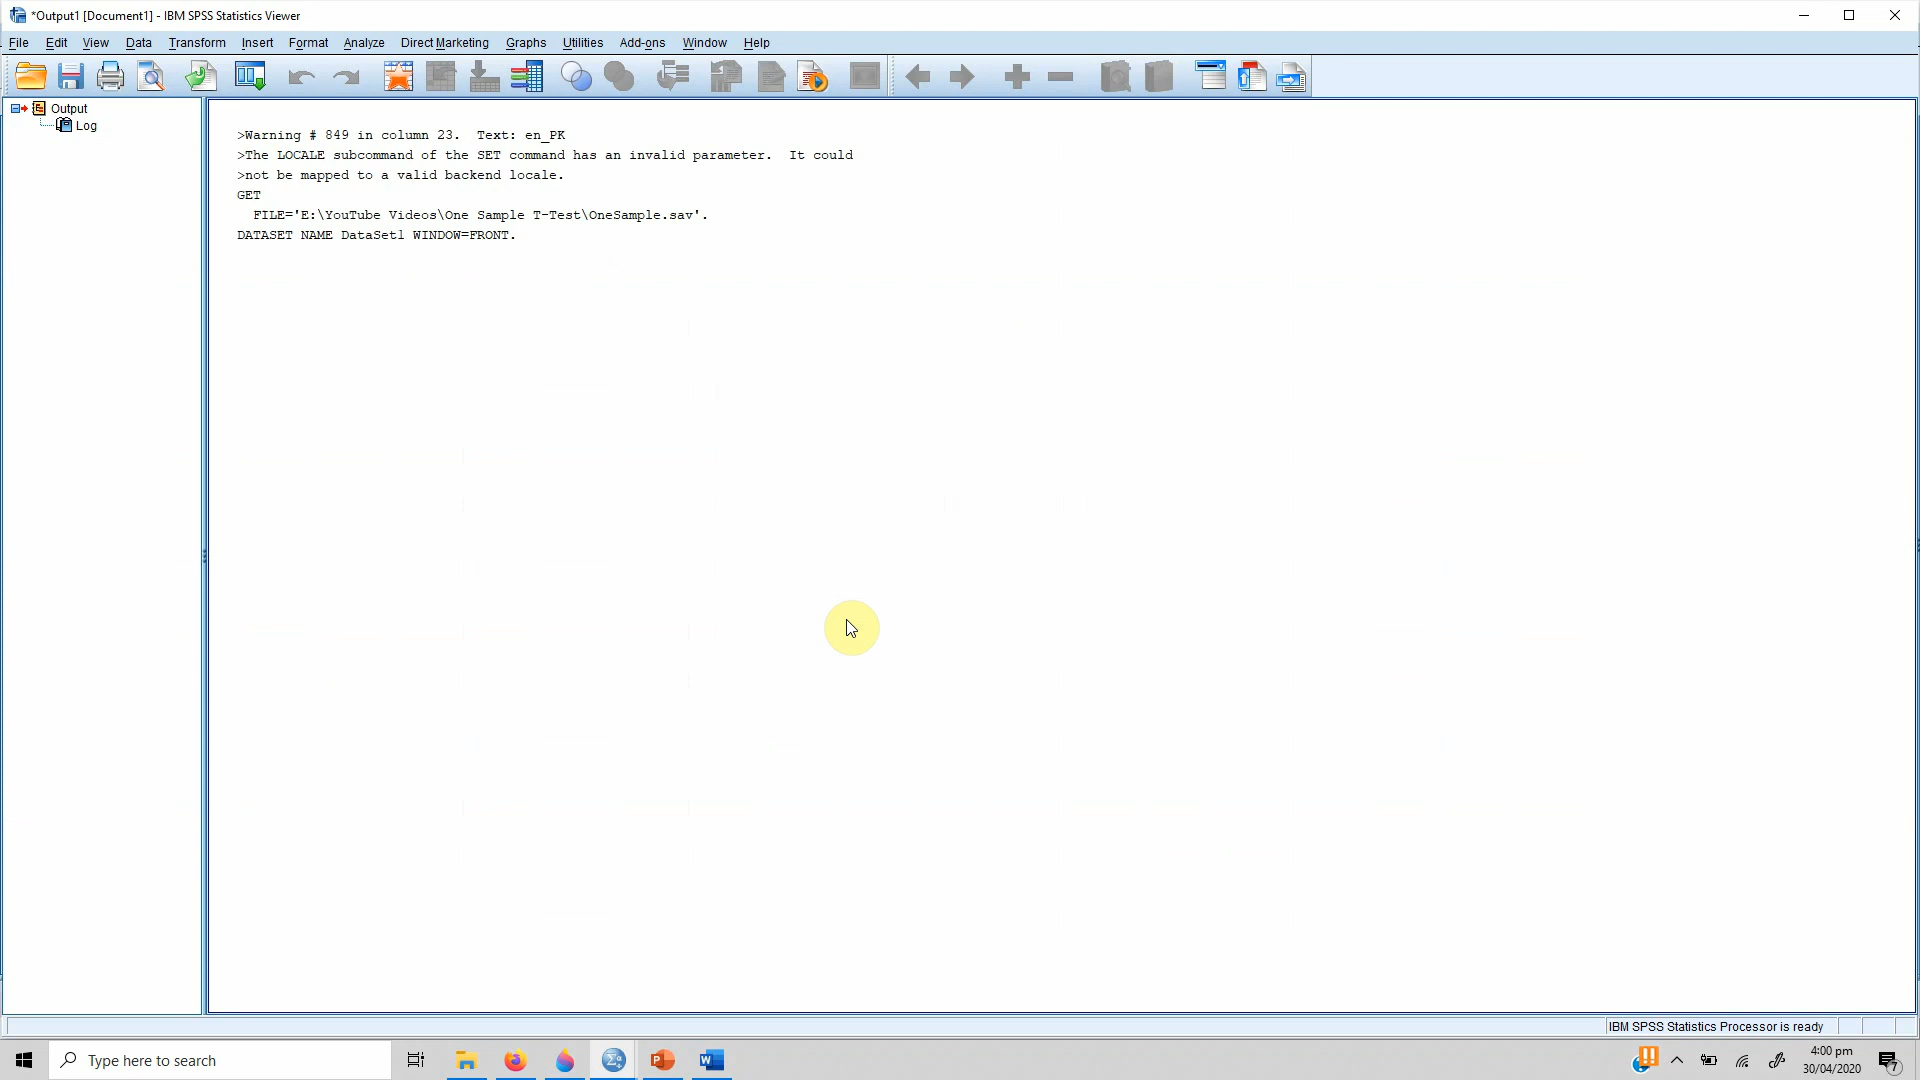 *Output1 [Document1] - IBM SPSS Statistics Viewer
File Edit View Data Transform Insert Format Analyze Direct Marketing Graphs Utilities Add-ons Window Help
Output
Log
>Warning # 849 in column 23.  Text: en_PK
>The LOCALE subcommand of the SET command has an invalid parameter.  It could
>not be mapped to a valid backend locale.
GET
FILE='E:\YouTube Videos\One Sample T-Test\OneSample.sav'.
DATASET NAME DataSet1 WINDOW=FRONT.
IBM SPSS Statistics Processor is ready
Type here to search
4:00 pm
30/04/2020
7